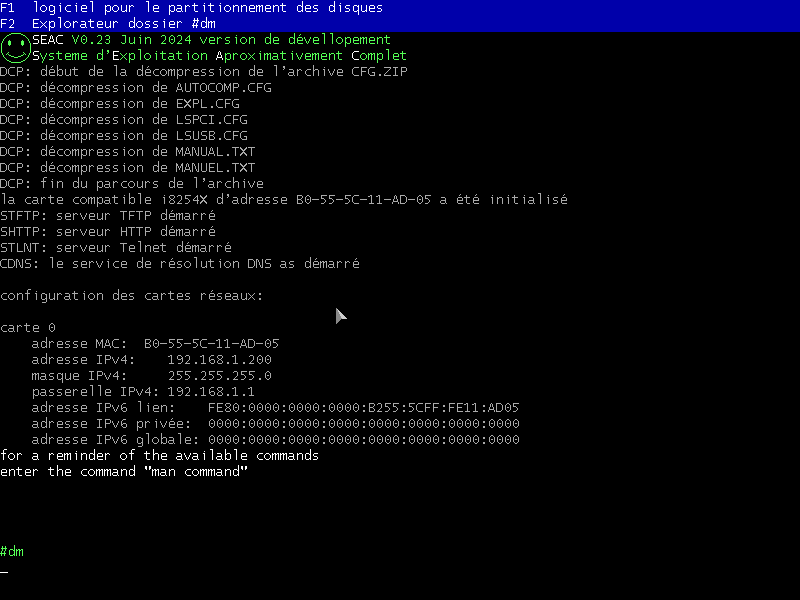 F1  logiciel pour le partitionnement des disques
F2  Explorateur dossier #dm
SEAC V0.23 Juin 2024 version de dévellopement
Systeme d'Exploitation Aproximativement Complet
DCP: début de la décompression de l'archive CFG.ZIP
DCP: décompression de AUTOCOMP.CFG
DCP: décompression de EXPL.CFG
DCP: décompression de LSPCI.CFG
DCP: décompression de LSUSB.CFG
DCP: décompression de MANUAL.TXT
DCP: décompression de MANUEL.TXT
DCP: fin du parcours de l'archive
la carte compatible i8254X d'adresse B0-55-5C-11-AD-05 a été initialisé
STFTP: serveur TFTP démarré
SHTTP: serveur HTTP démarré
STLNT: serveur Telnet démarré
CDNS: le service de résolution DNS as démarré
configuration des cartes réseaux:
carte 0
adresse MAC:  B0-55-5C-11-AD-05
adresse IPv4:    192.168.1.200
masque IPv4:     255.255.255.0
passerelle IPv4: 192.168.1.1
adresse IPv6 lien:    FE80:0000:0000:0000:B255:5CFF:FE11:AD05
adresse IPv6 privée:  0000:0000:0000:0000:0000:0000:0000:0000
adresse IPv6 globale: 0000:0000:0000:0000:0000:0000:0000:0000
for a reminder of the available commands
enter the command "man command"
#dm
_